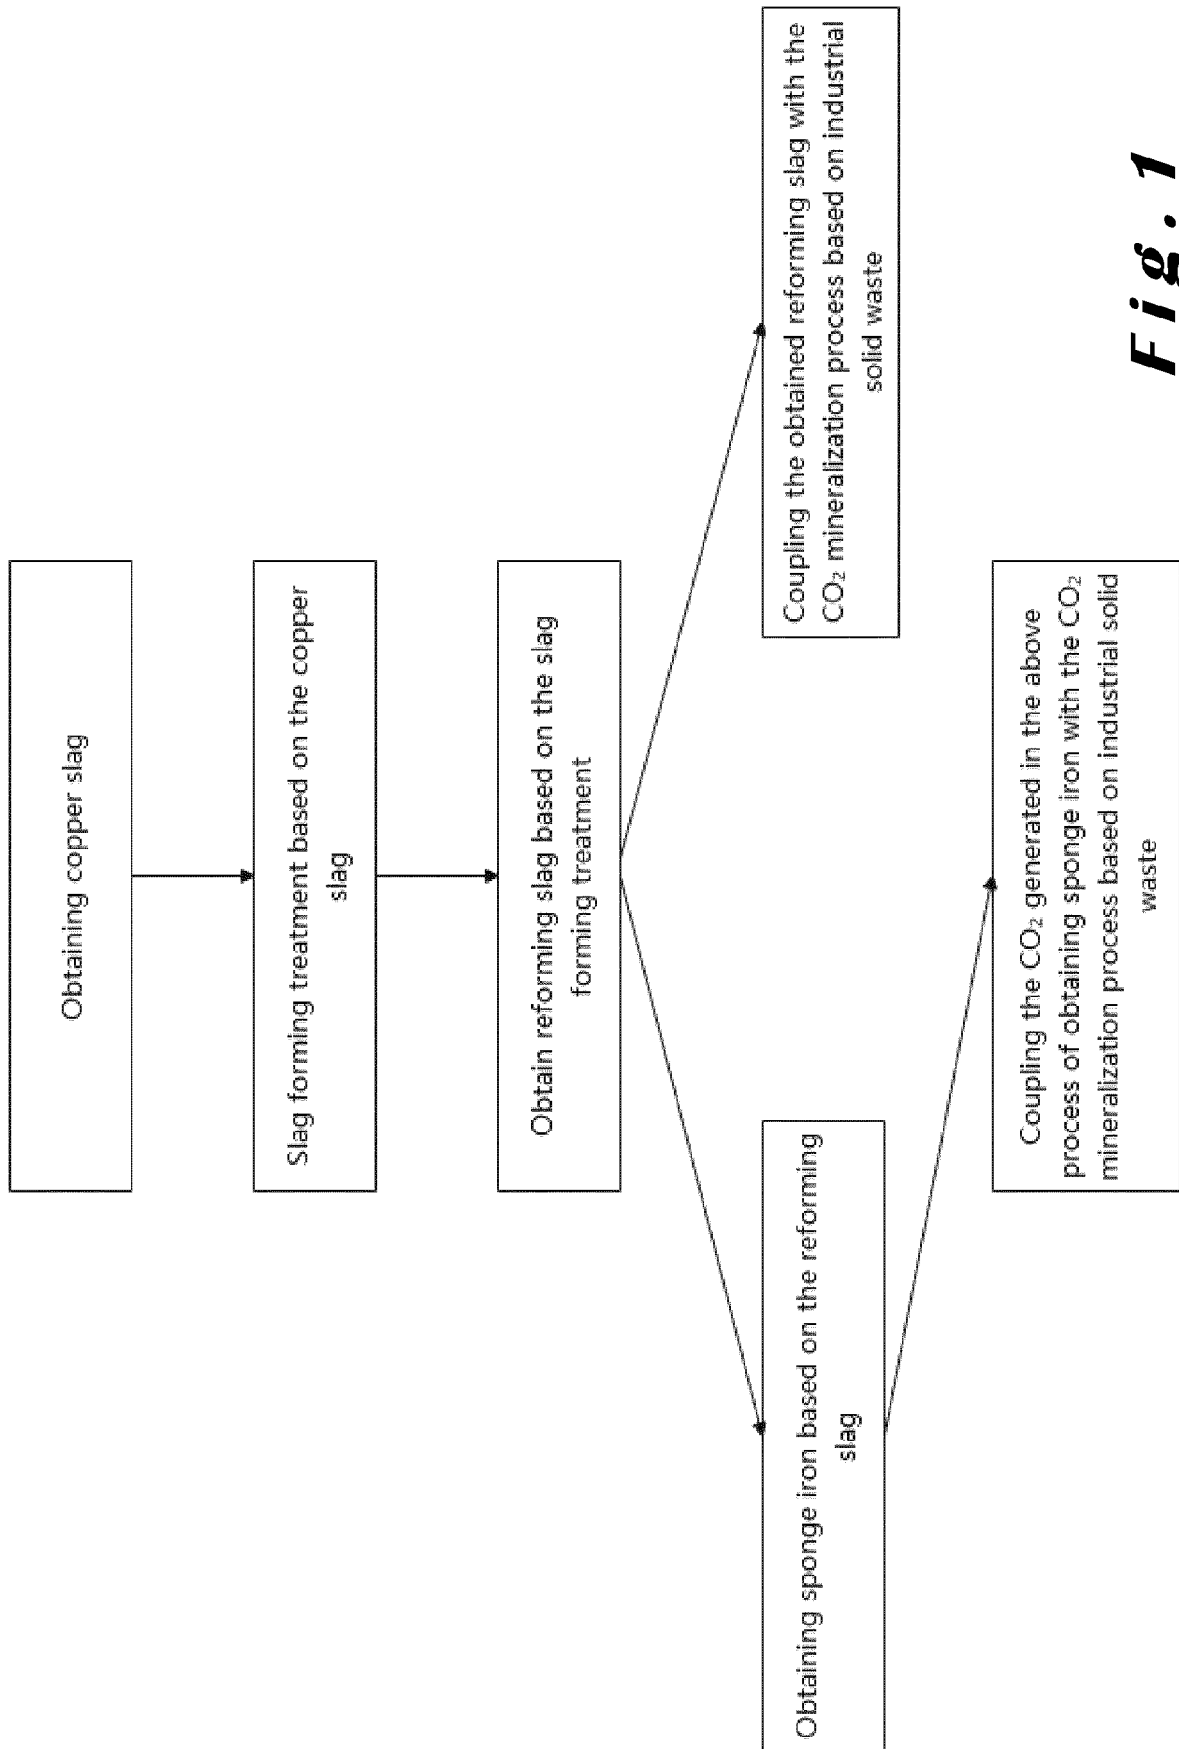 Obtaining copper slag
Slag forming treatment based on the copper
slag
Obtain reforming slag based on the slag
forming treatment
Obtaining sponge iron based on the reforming
slag
Coupling the obtained reforming slag with the
CO₂ mineralization process based on industrial
solid waste
Coupling the CO₂ generated in the above
process of obtaining sponge iron with the CO₂
mineralization process based on industrial solid
waste
Fig. 1